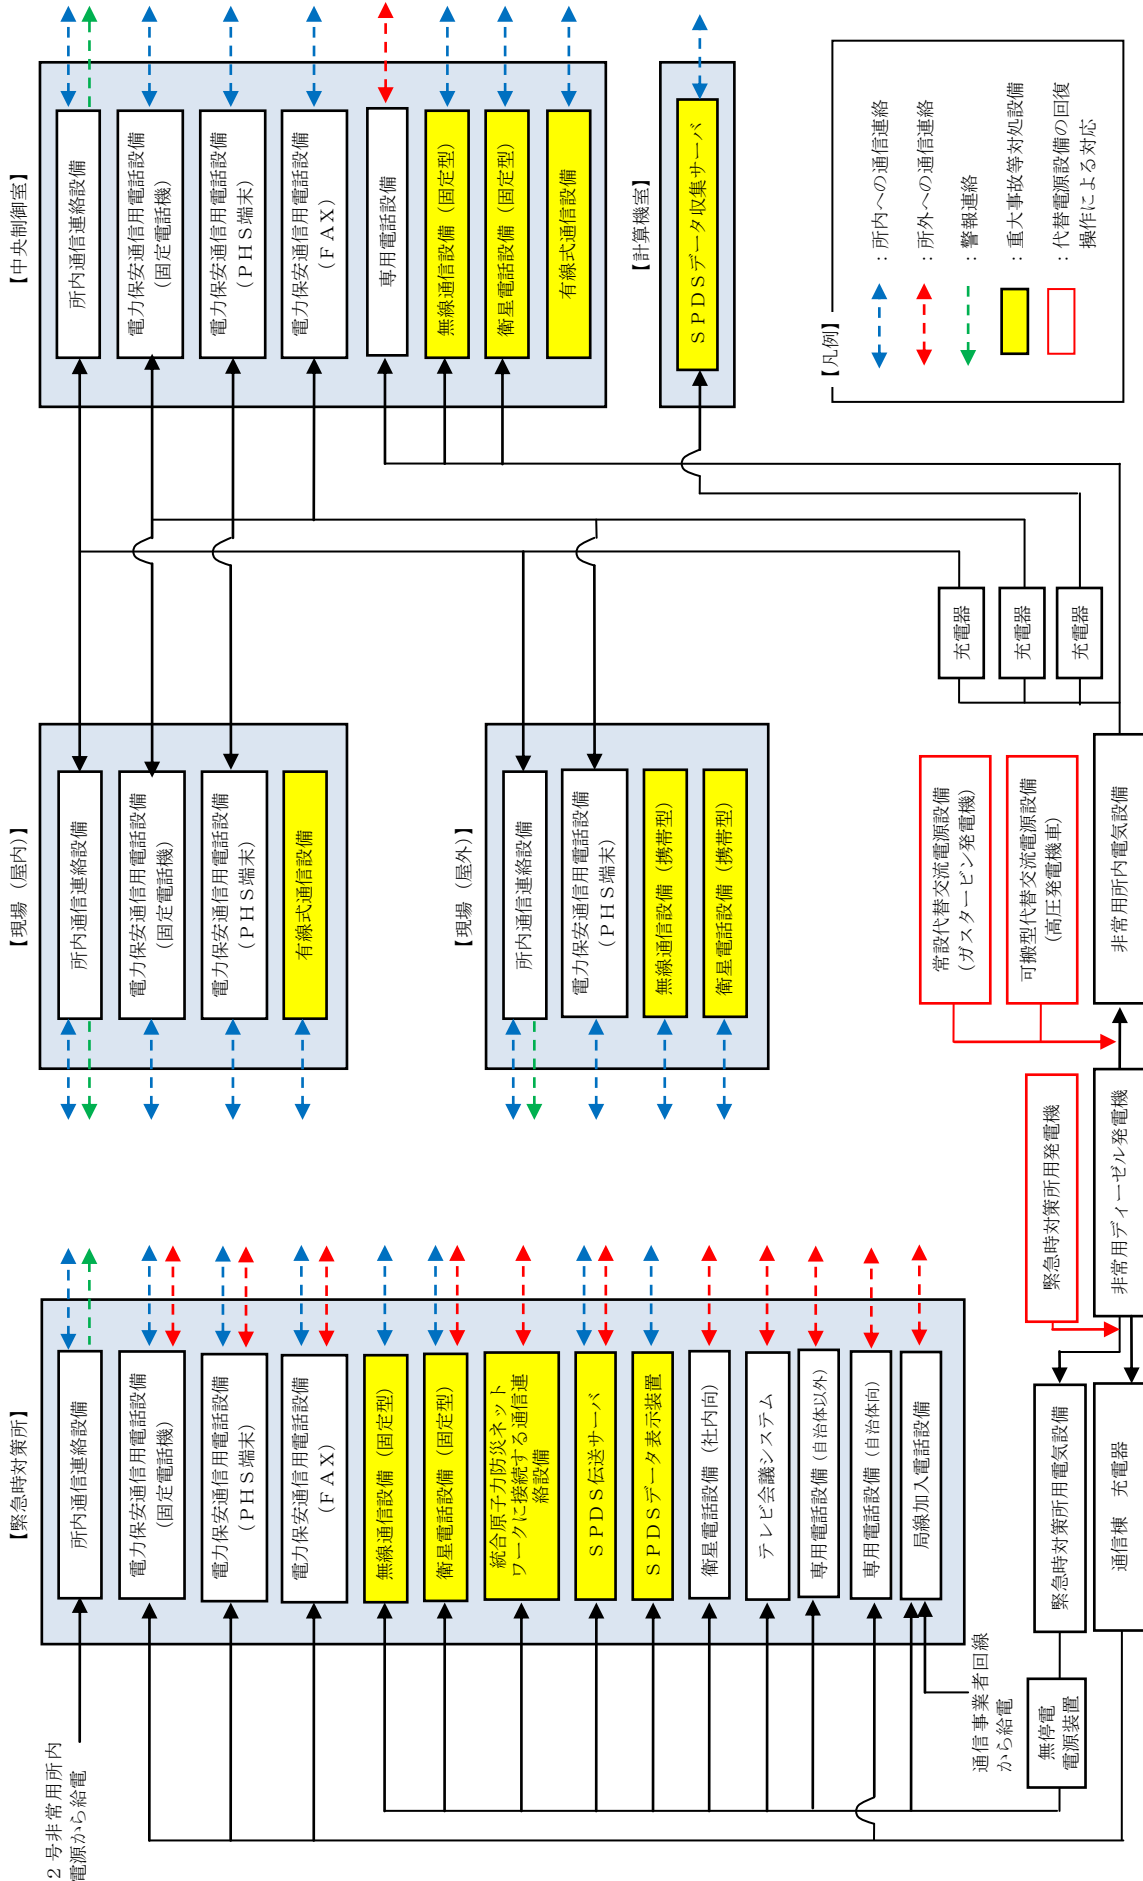 【緊急時対策所】
所内通信連絡設備
電力保安通信用電話設備
(固定電話機)
電力保安通信用電話設備
(PHS端末)
電力保安通信用電話設備
(FAX)
無線通信設備（固定型）
衛星電話設備（固定型）
統合原子力防災ネット
ワークに接続する通信連
絡設備
SPDS伝送サーバ
SPDSデータ表示装置
衛星電話設備（社内向）
テレビ会議システム
専用電話設備（自治体以外）
専用電話設備（自治体向）
局線加入電話設備
２号非常用所内
電源から給電
通信事業者回線
から給電
無停電
電源装置
緊急時対策所用電気設備
通信棟　充電器
緊急時対策所用発電機
非常用ディーゼル発電機
【現場（屋内）】
所内通信連絡設備
電力保安通信用電話設備
(固定電話機)
電力保安通信用電話設備
(PHS端末)
有線式通信設備
【現場（屋外）】
所内通信連絡設備
電力保安通信用電話設備
(PHS端末)
無線通信設備（携帯型）
衛星電話設備（携帯型）
常設代替交流電源設備
(ガスタービン発電機)
可搬型代替交流電源設備
(高圧発電機車)
非常用所内電気設備
充電器
充電器
充電器
【中央制御室】
所内通信連絡設備
電力保安通信用電話設備
(固定電話機)
電力保安通信用電話設備
(PHS端末)
電力保安通信用電話設備
(FAX)
専用電話設備
無線通信設備（固定型）
衛星電話設備（固定型）
有線式通信設備
【計算機室】
SPDSデータ収集サーバ
【凡例】
：所内への通信連絡
：所外への通信連絡
：警報連絡
：重大事故等対処設備
：代替電源設備の回復
操作による対応